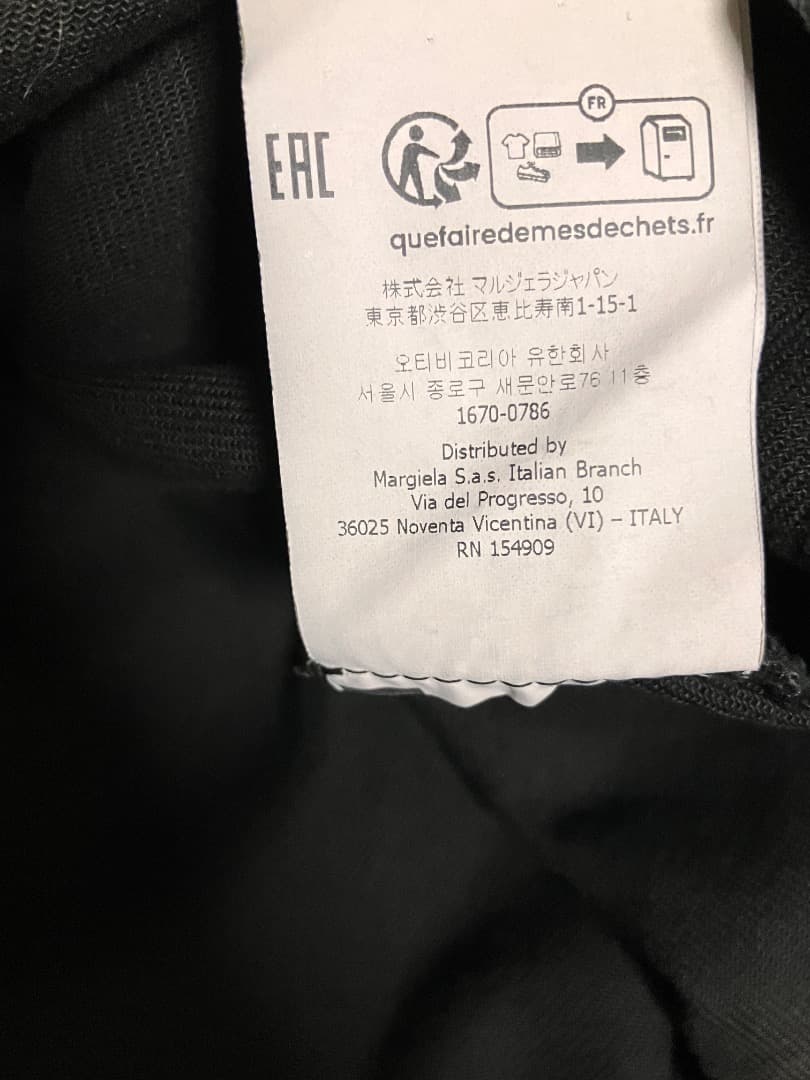 FR
EAC
quefairedemesdechets.fr
株式会社 マルジェラジャパン
東京都渋谷区恵比寿南1-15-1
오티비코리아 유한회사
서울시 종로구 새문안로76 11층
1670-0786
Distributed by
Margiela S.a.s. Italian Branch
Via del Progresso, 10
36025 Noventa Vicentina (VI) – ITALY
RN 154909